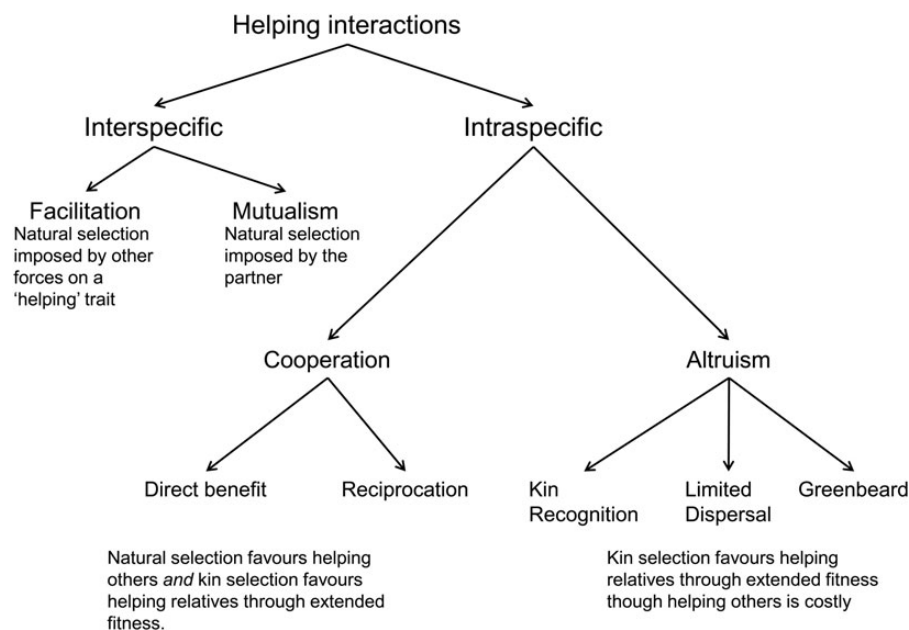 Helping interactions
Interspecific
Intraspecific
Facilitation
Natural selection
imposed by other
forces on a
‘helping’ trait
Mutualism
Natural selection
imposed by the
partner
Cooperation
Altruism
Direct benefit
Reciprocation
Kin
Recognition
Limited
Dispersal
Greenbeard
Natural selection favours helping
others and kin selection favours
helping relatives through extended
fitness.
Kin selection favours helping
relatives through extended fitness
though helping others is costly